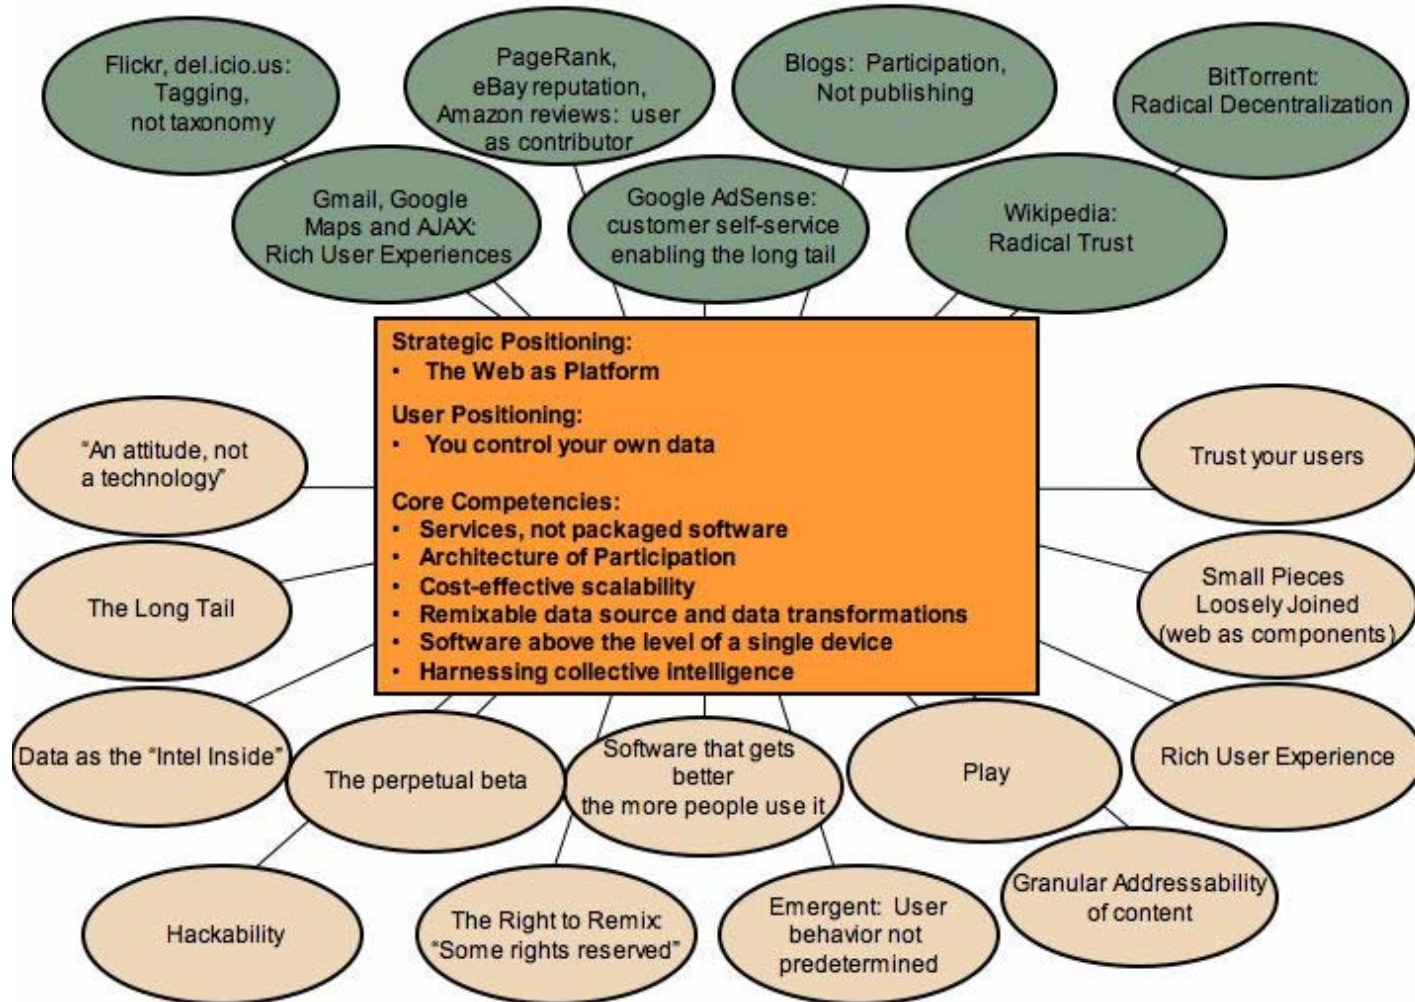 Flickr, del.icio.us:
Tagging,
not taxonomy
PageRank,
eBay reputation,
Amazon reviews: user
as contributor
Blogs: Participation,
Not publishing
BitTorrent:
Radical Decentralization
Gmail, Google
Maps and AJAX:
Rich User Experiences
Google AdSense:
customer self-service
enabling the long tail
Wikipedia:
Radical Trust
Strategic Positioning:
• The Web as Platform
User Positioning:
• You control your own data
Core Competencies:
• Services, not packaged software
• Architecture of Participation
• Cost-effective scalability
• Remixable data source and data transformations
• Software above the level of a single device
• Harnessing collective intelligence
“An attitude, not
a technology”
Trust your users
The Long Tail
Small Pieces
Loosely Joined
(web as components)
Data as the “Intel Inside”
The perpetual beta
Software that gets
better
the more people use it
Play
Rich User Experience
Hackability
The Right to Remix:
“Some rights reserved”
Emergent: User
behavior not
predetermined
Granular Addressability
of content